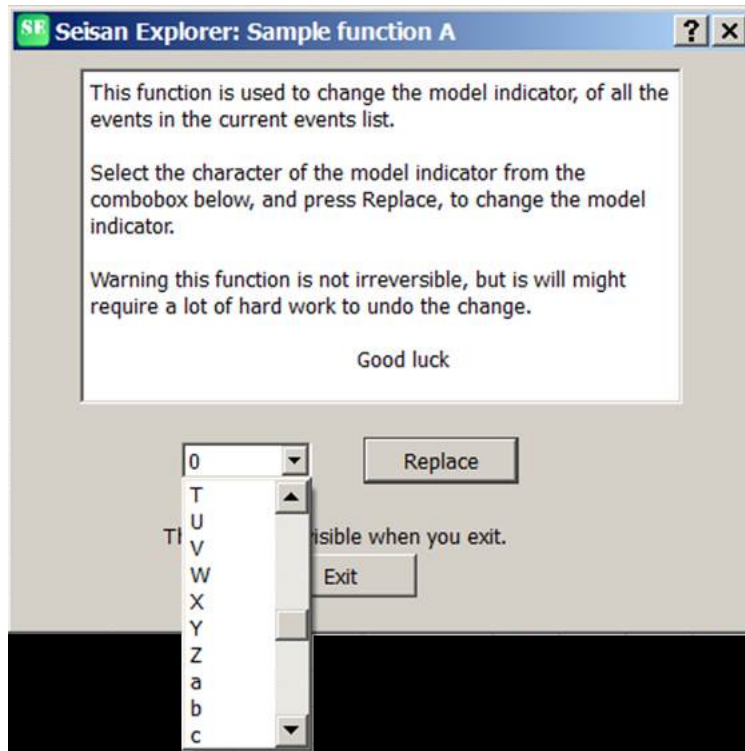 SE Seisan Explorer: Sample function A ? ×
This function is used to change the model indicator, of all the
events in the current events list.
Select the character of the model indicator from the
combobox below, and press Replace, to change the model
indicator.
Warning this function is not irreversible, but is will might
require a lot of hard work to undo the change.
Good luck
0
Replace
T
U
V
W
X
Y
Z
a
b
c
when you exit.
Exit